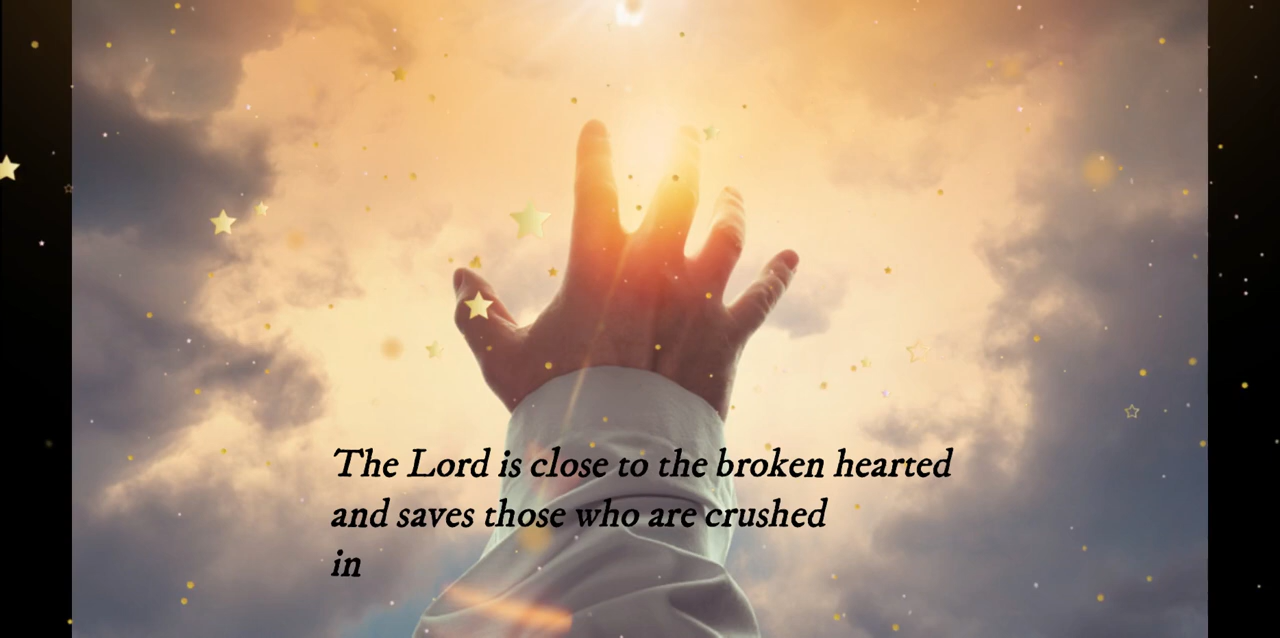 The Lord is close to the broken hearted
and saves those who are crushed
in